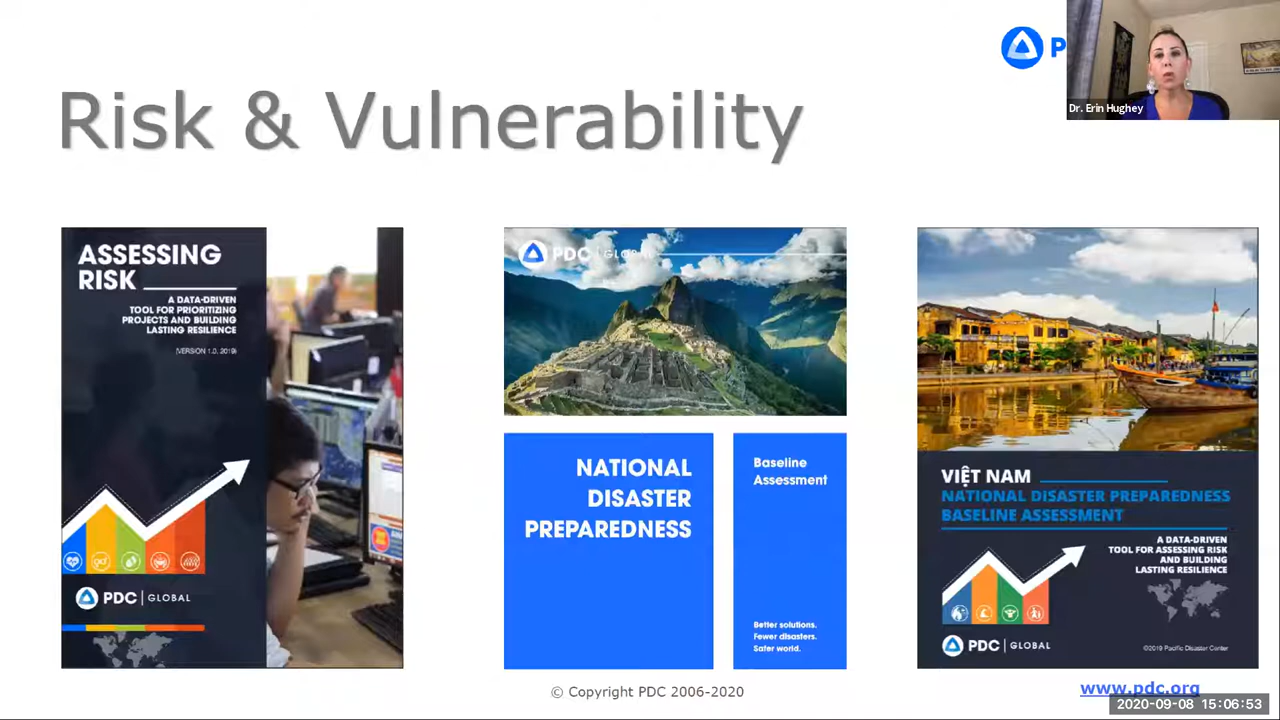 P
Dr. Erin Hughey
Risk & Vulnerability
ASSESSING
RISK
A DATA-DRIVEN
TOOL FOR PRIORITIZING
PROJECTS AND BUILDING
LASTING RESILIENCE
(VERSION 1.0, 2019)
PDC | GLOBAL
PDC | GLOBAL
NATIONAL
DISASTER
PREPAREDNESS
Baseline
Assessment
Better solutions.
Fewer disasters.
Safer world.
VIỆT NAM
NATIONAL DISASTER PREPAREDNESS
BASELINE ASSESSMENT
A DATA-DRIVEN
TOOL FOR ASSESSING RISK
AND BUILDING
LASTING RESILIENCE
PDC | GLOBAL
©2019 Pacific Disaster Center
© Copyright PDC 2006-2020
www.pdc.org
2020-09-08 15:06:53